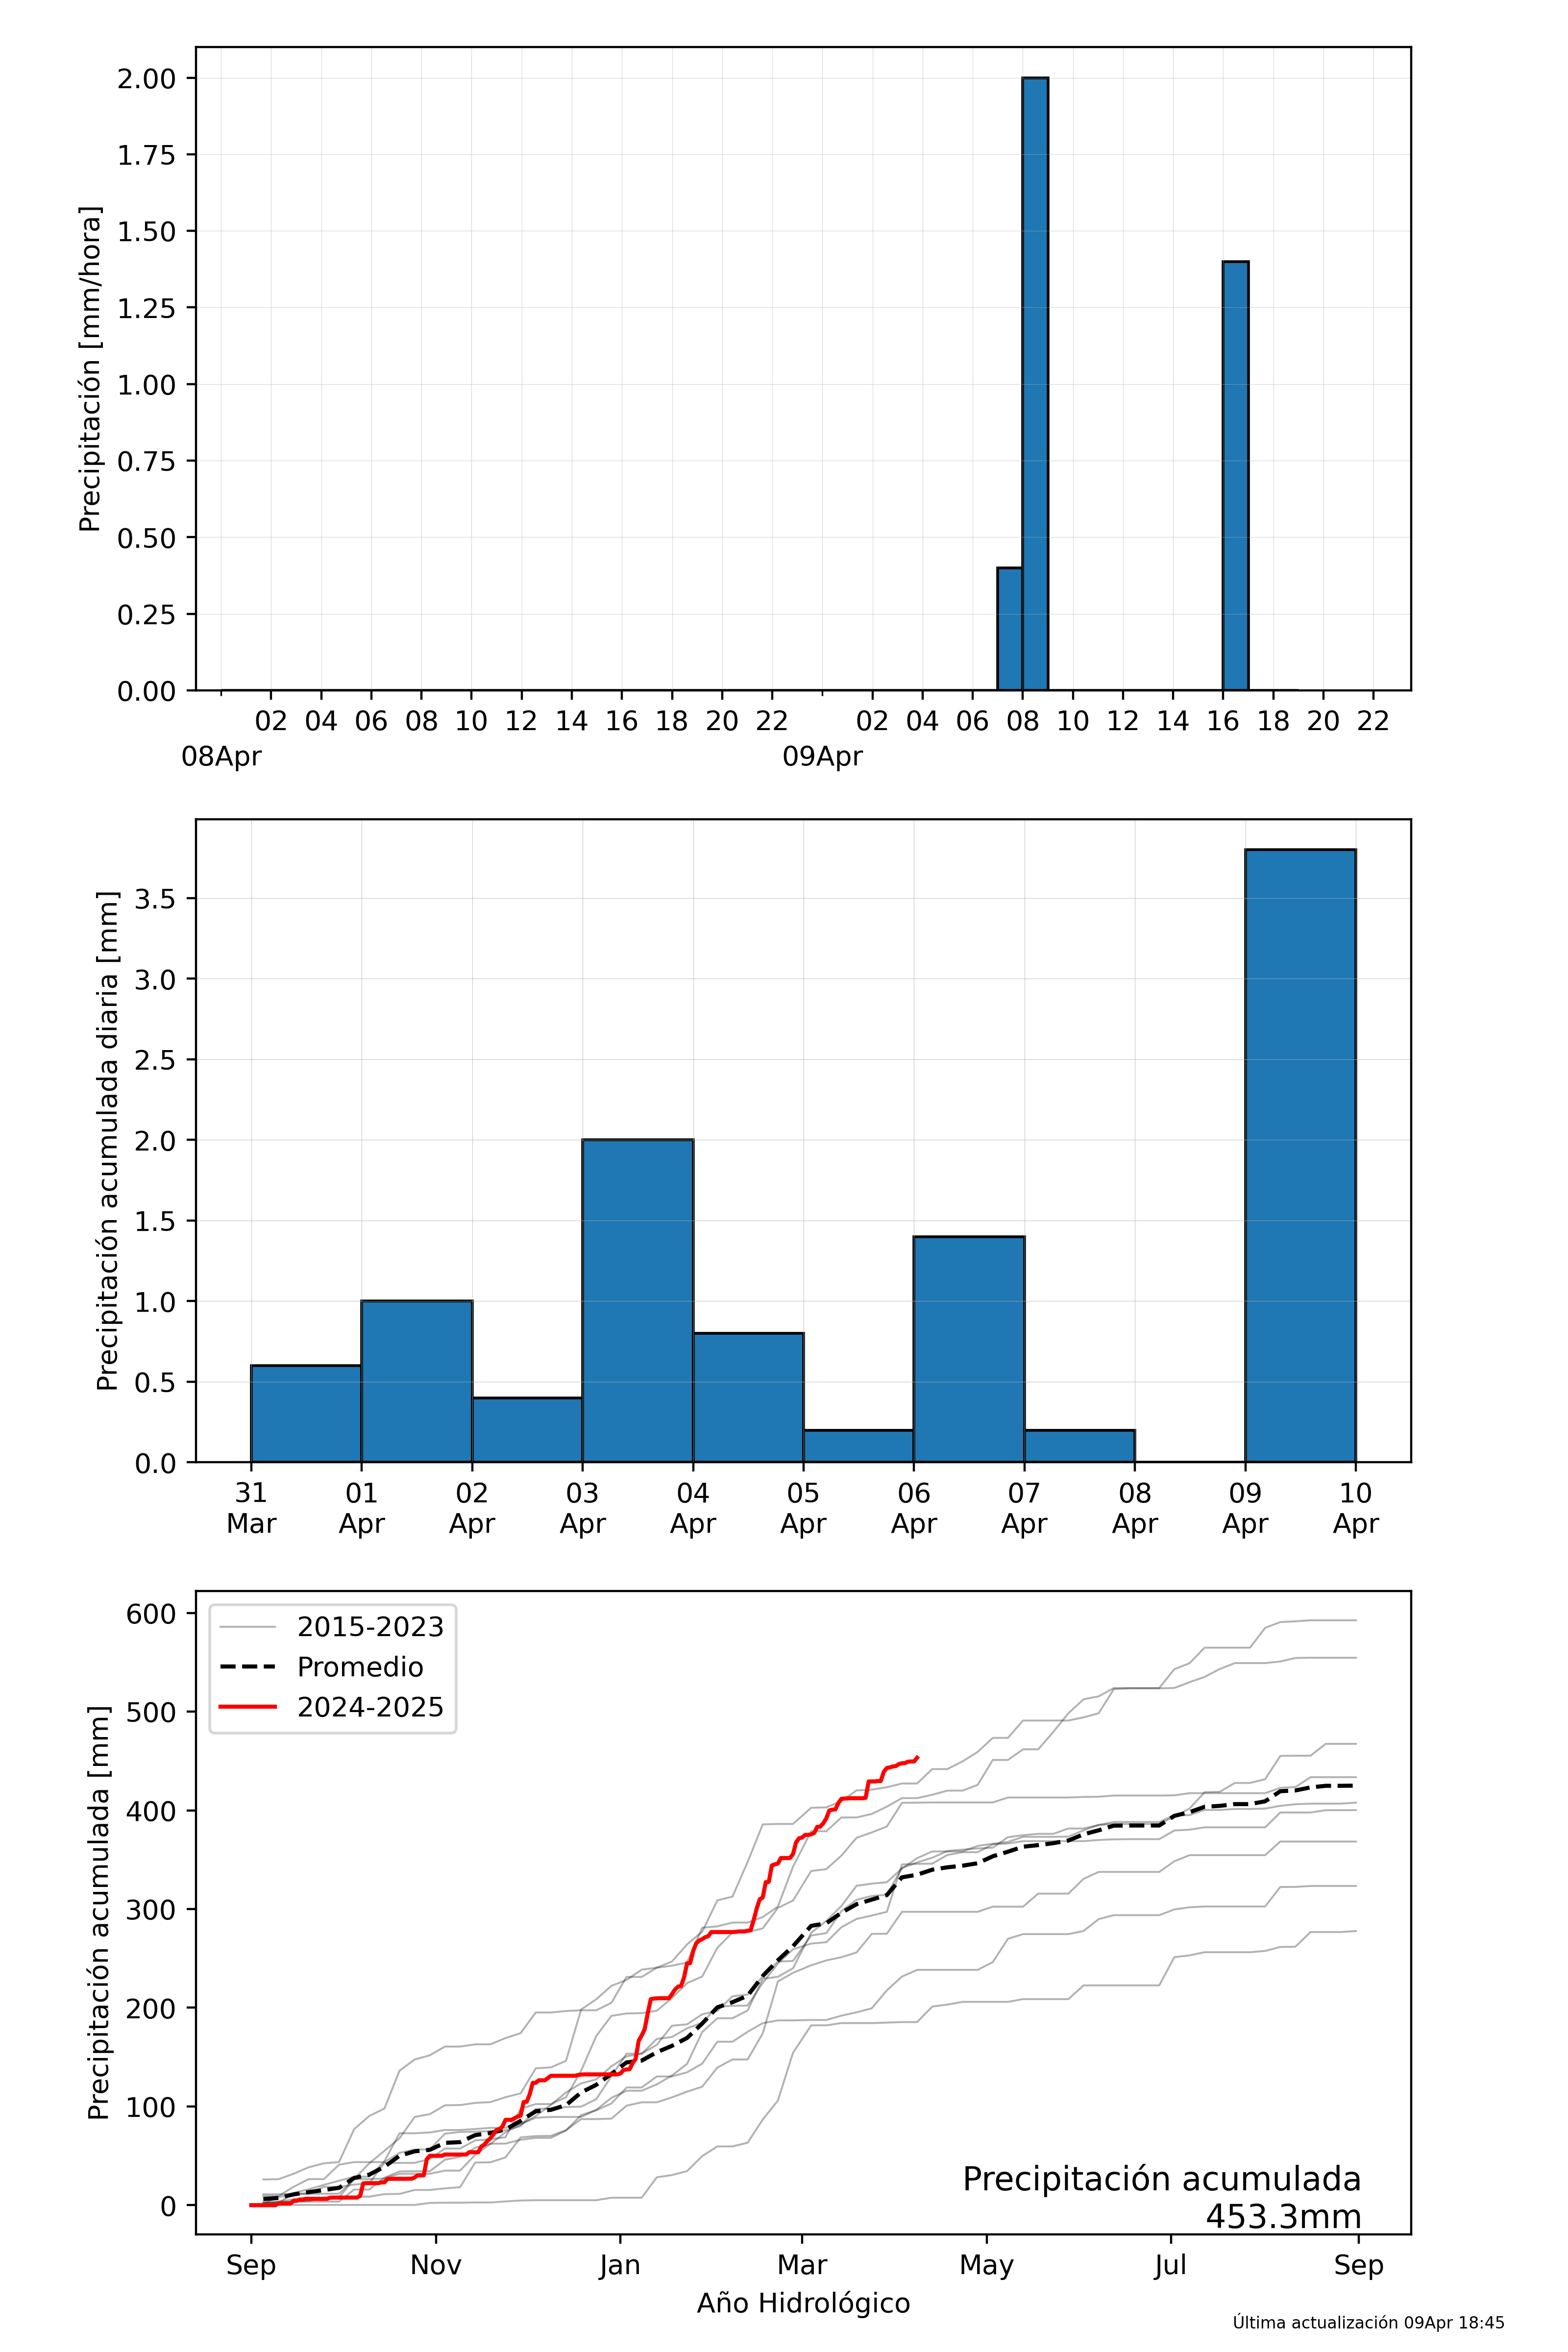 Precipitación [mm/hora]
2.00
1.75
1.50
1.25
1.00
0.75
0.50
0.25
0.00
02 04 06 08 10 12 14 16 18 20 22 02 04 06 08 10 12 14 16 18 20 22
08Apr 09Apr
Precipitación acumulada diaria [mm]
3.5
3.0
2.5
2.0
1.5
1.0
0.5
0.0
31 01 02 03 04 05 06 07 08 09 10
Mar Apr Apr Apr Apr Apr Apr Apr Apr Apr Apr
Precipitación acumulada [mm]
600
500
400
300
200
100
0
2015-2023
Promedio
2024-2025
Precipitación acumulada
453.3mm
Sep Nov Jan Mar May Jul Sep
Año Hidrológico
Última actualización 09Apr 18:45